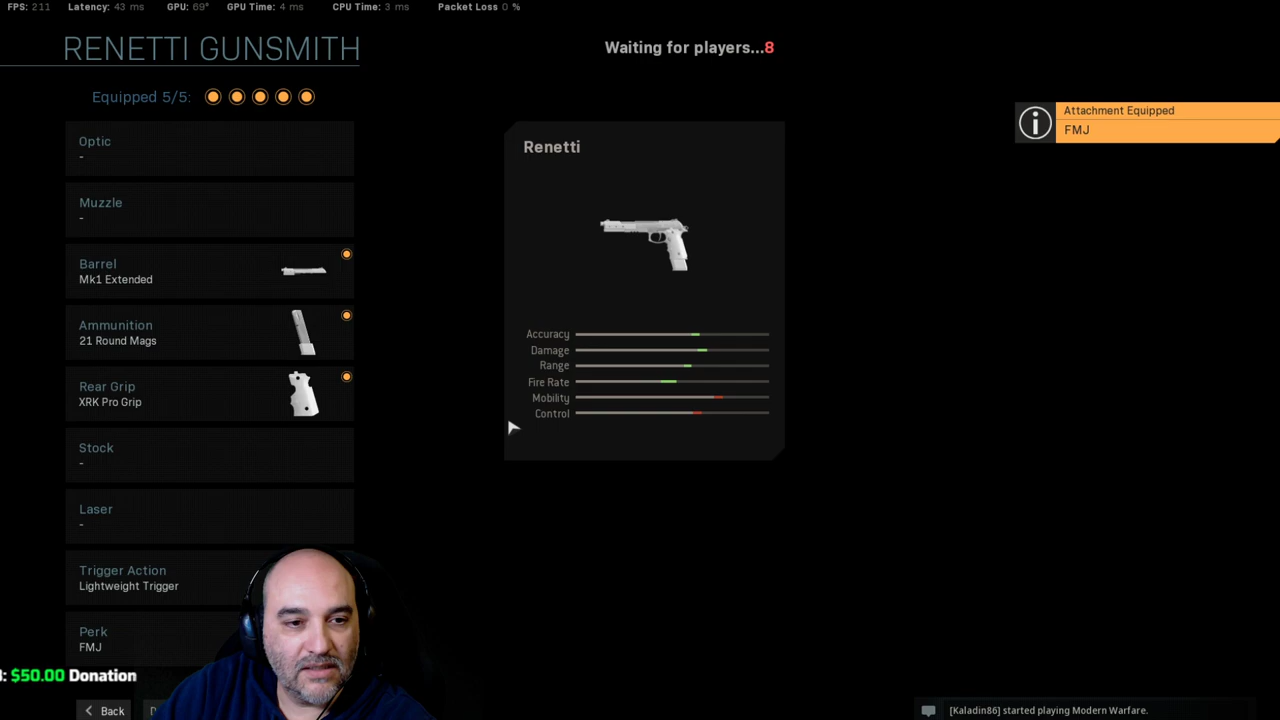 FPS: 211 Latency: 43 ms GPU: 69° GPU Time: 4 ms CPU Time: 3 ms Packet Loss 0 %
RENETTI GUNSMITH
Waiting for players...8
Equipped 5/5:
Attachment Equipped
FMJ
Optic
-
Muzzle
-
Barrel
Mk1 Extended
Ammunition
21 Round Mags
Rear Grip
XRK Pro Grip
Stock
-
Laser
-
Trigger Action
Lightweight Trigger
Perk
FMJ
Renetti
Accuracy
Damage
Range
Fire Rate
Mobility
Control
: $50.00 Donation
Back
[Kaladin86] started playing Modern Warfare.